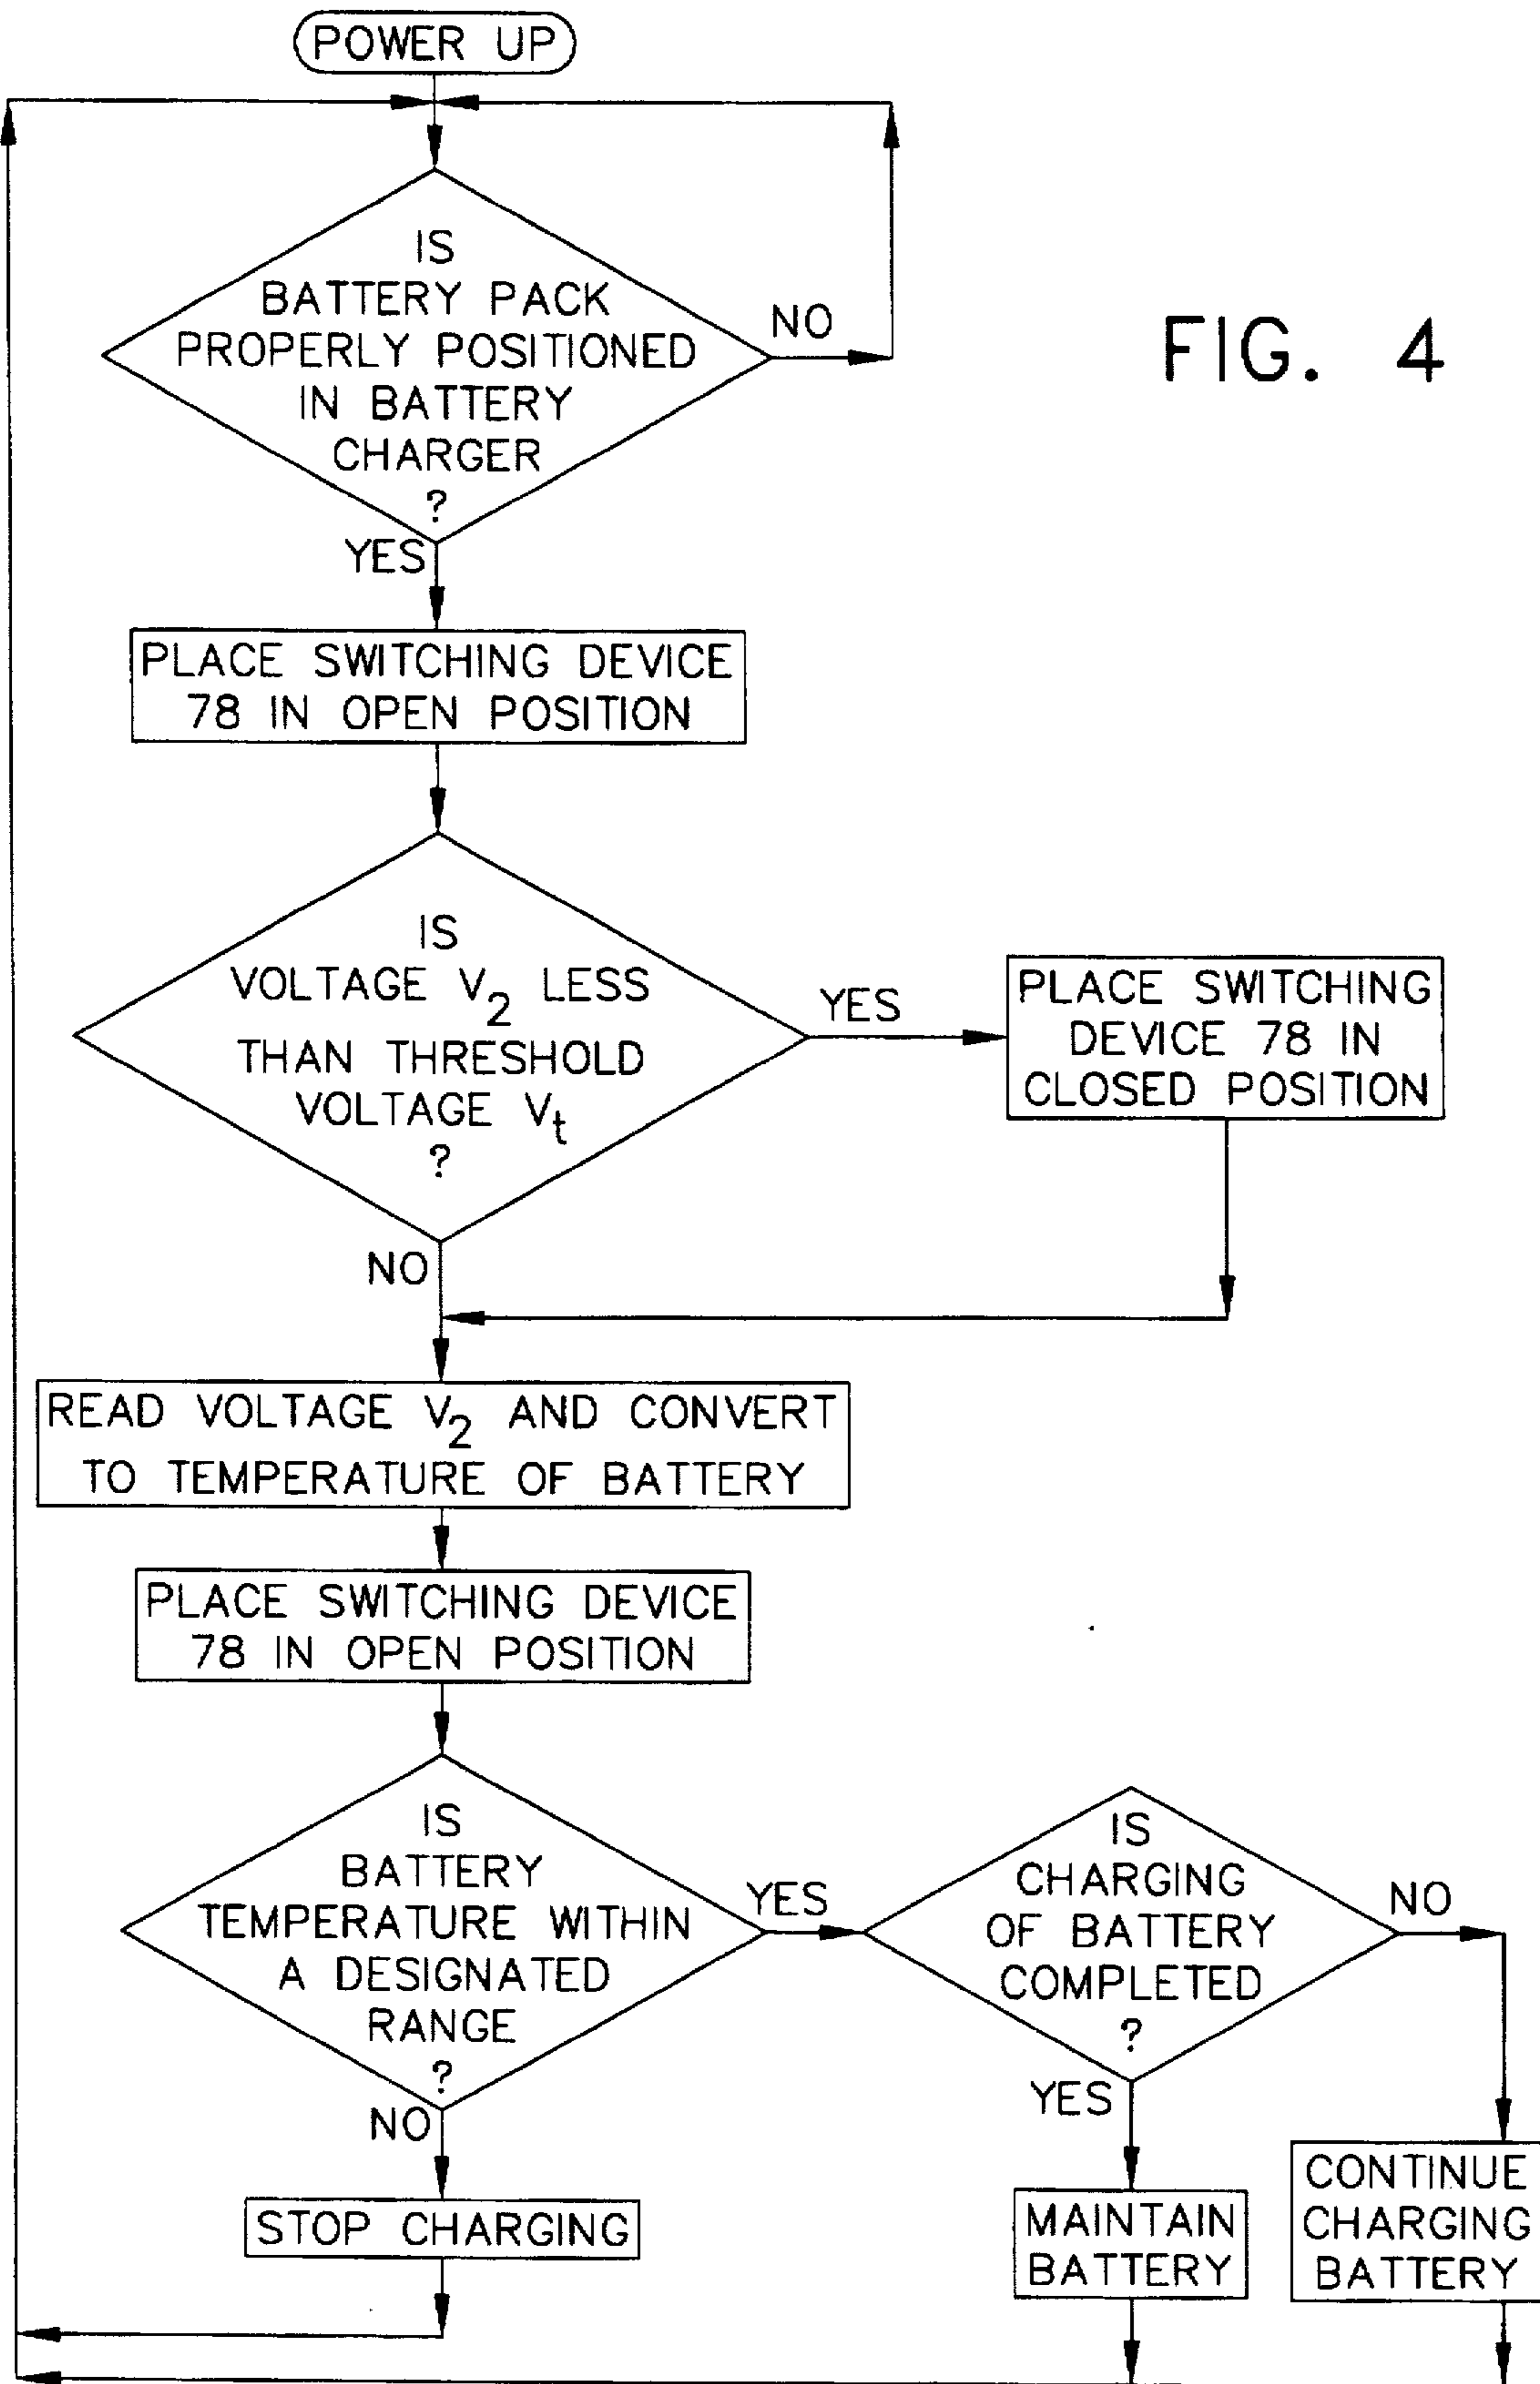 POWER UP
IS
BATTERY PACK
PROPERLY POSITIONED
IN BATTERY
CHARGER
?
NO
FIG. 4
YES
PLACE SWITCHING DEVICE
78 IN OPEN POSITION
IS
VOLTAGE V2 LESS
THAN THRESHOLD
VOLTAGE Vt
?
YES
PLACE SWITCHING
DEVICE 78 IN
CLOSED POSITION
NO
READ VOLTAGE V2 AND CONVERT
TO TEMPERATURE OF BATTERY
PLACE SWITCHING DEVICE
78 IN OPEN POSITION
IS
BATTERY
TEMPERATURE WITHIN
A DESIGNATED
RANGE
?
YES
IS
CHARGING
OF BATTERY
COMPLETED
?
NO
NO
STOP CHARGING
YES
MAINTAIN
BATTERY
CONTINUE
CHARGING
BATTERY